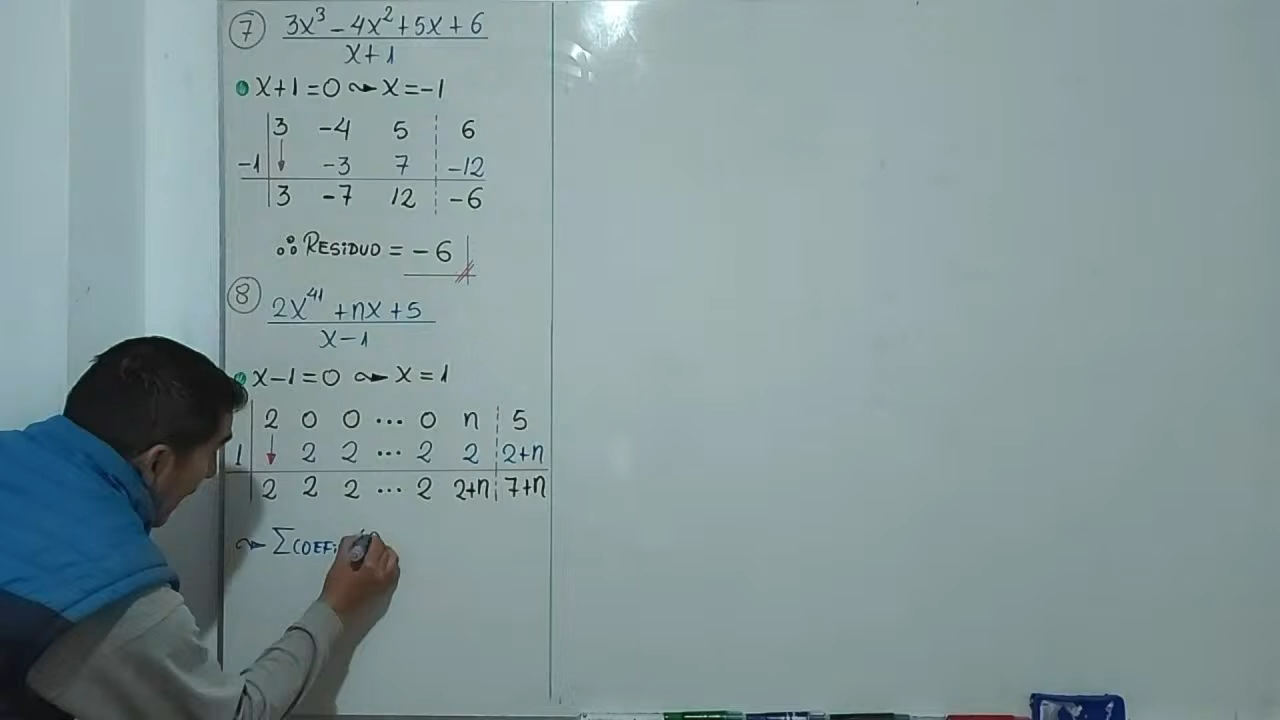 7 3x³ - 4x² + 5x + 6
x + 1
x + 1 = 0 ⤳ x = -1
3 -4 5 6
-1 -3 7 -12
3 -7 12 -6
∴ RESIDUO = -6
8 2x⁴¹ + nx + 5
x - 1
x - 1 = 0 ⤳ x = 1
2 0 0 ... 0 n 5
1 2 2 ... 2 2 2+n
2 2 2 ... 2 2+n 7+n
⤳ ΣCOEFi